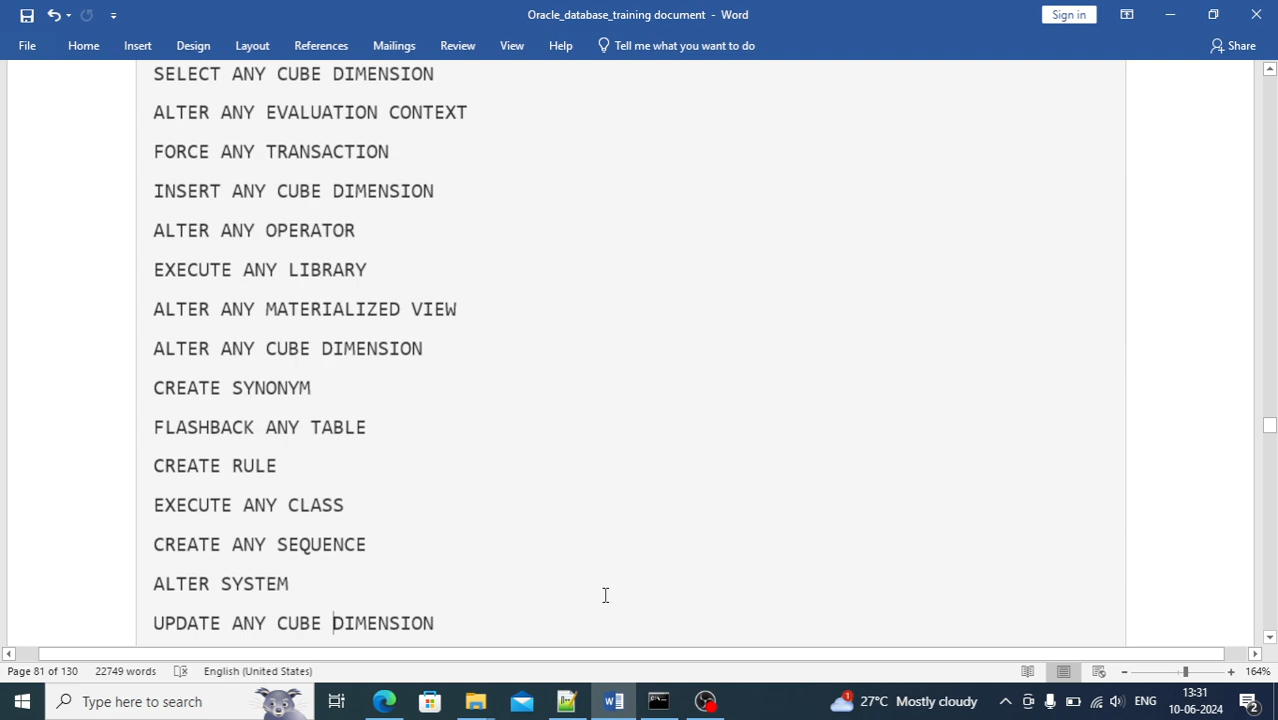 Oracle_database_training document - Word
Sign in
File Home Insert Design Layout References Mailings Review View Help Tell me what you want to do Share
SELECT ANY CUBE DIMENSION
ALTER ANY EVALUATION CONTEXT
FORCE ANY TRANSACTION
INSERT ANY CUBE DIMENSION
ALTER ANY OPERATOR
EXECUTE ANY LIBRARY
ALTER ANY MATERIALIZED VIEW
ALTER ANY CUBE DIMENSION
CREATE SYNONYM
FLASHBACK ANY TABLE
CREATE RULE
EXECUTE ANY CLASS
CREATE ANY SEQUENCE
ALTER SYSTEM
UPDATE ANY CUBE DIMENSION
Page 81 of 130 22749 words English (United States) 164%
Type here to search 1 27°C Mostly cloudly ENG 13:31
10-06-2024 2